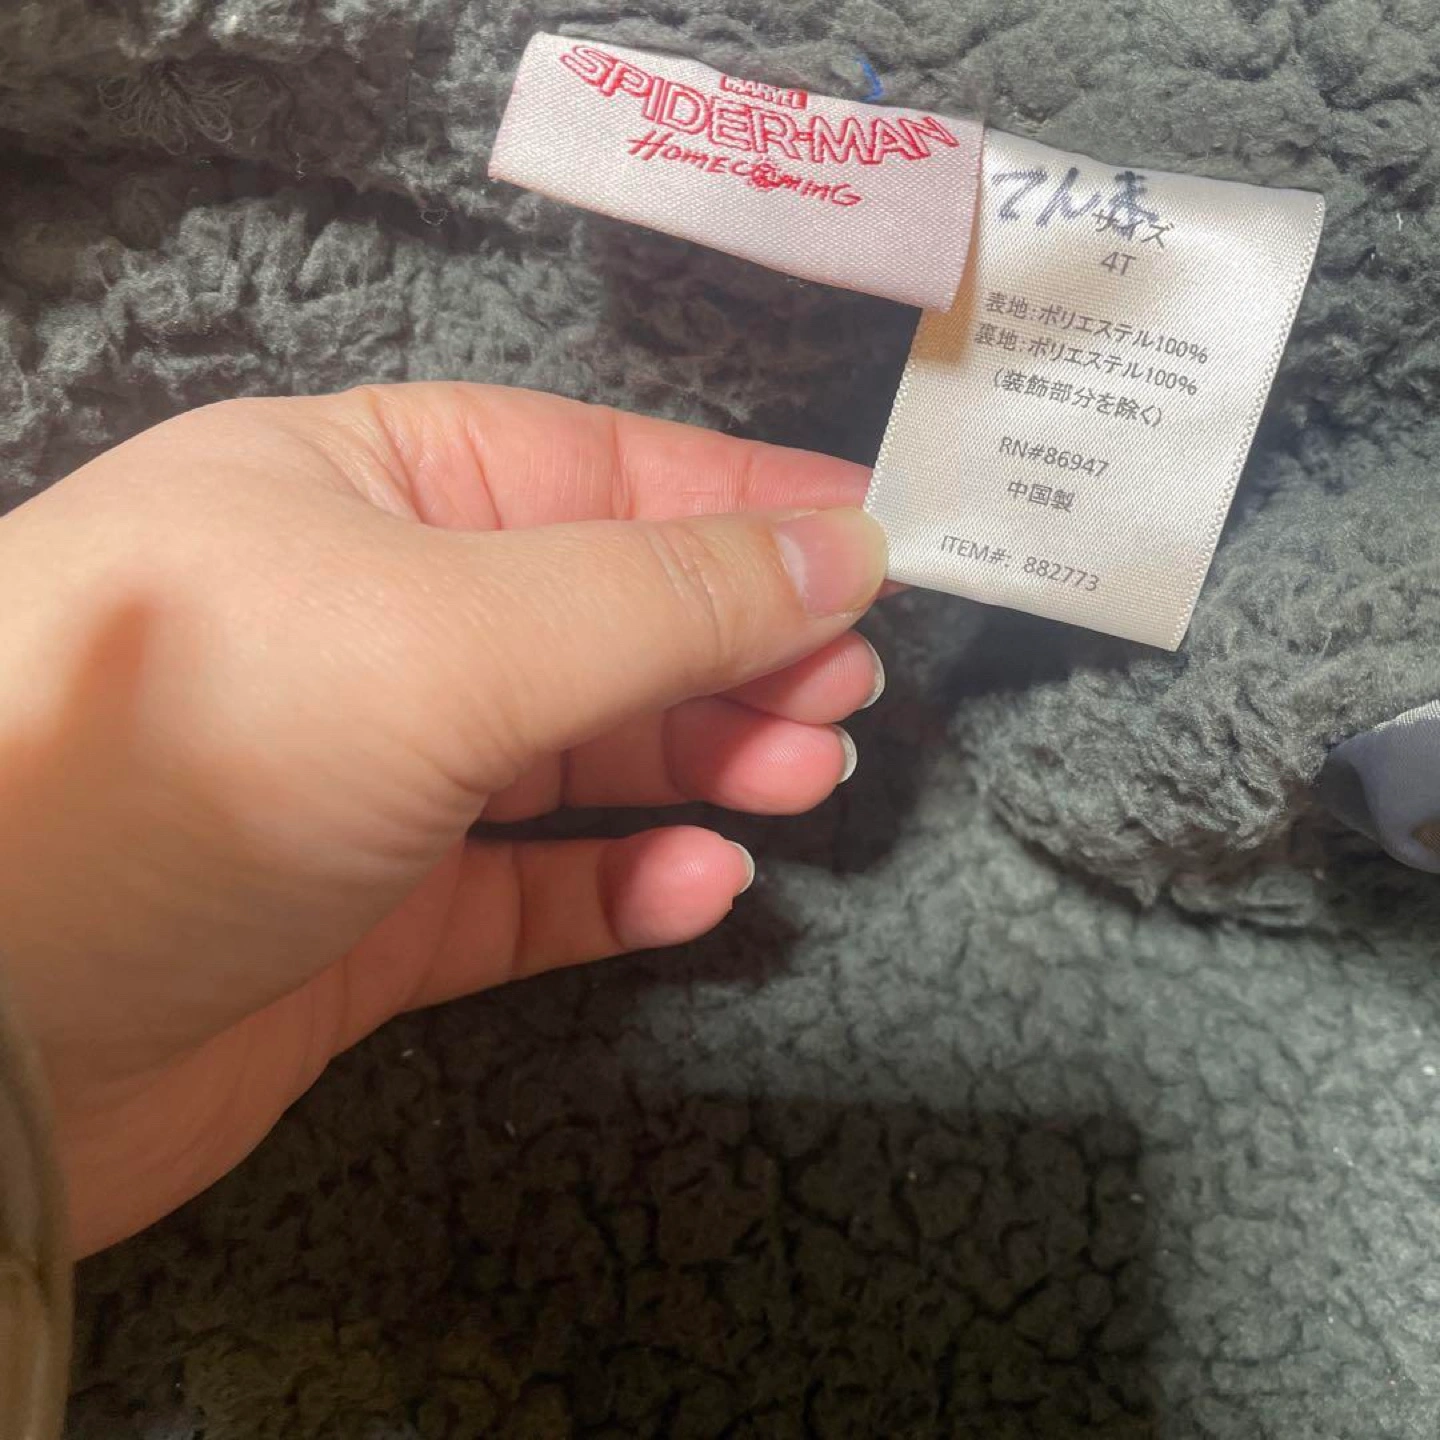 MARVEL
SPIDER-MAN
HOMECOMING
てんま
サイズ
4T
表地:ポリエステル100%
裏地:ポリエステル100%
(装飾部分を除く)
RN#86947
中国製
ITEM#: 882773